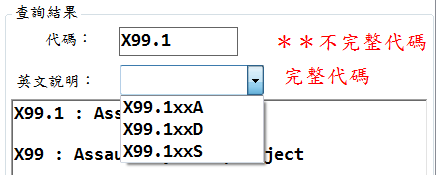 查詢結果
代碼： X99.1 ＊＊不完整代碼
英文說明： 完整代碼
X99.1xxA
X99.1xxD
X99.1xxS
X99.1 : Ass
X99 : Assau ject